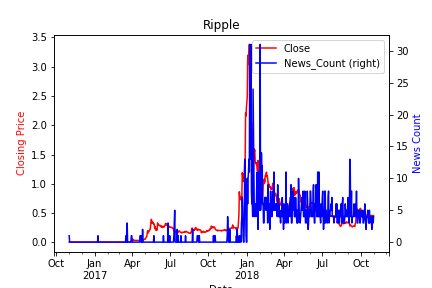 Ripple
Close
News_Count (right)
3.5
3.0
2.5
2.0
1.5
1.0
0.5
0.0
Closing Price
30
25
20
15
10
5
0
News Count
Oct Jan Apr Jul Oct Jan Apr Jul Oct
2017 2018
Date